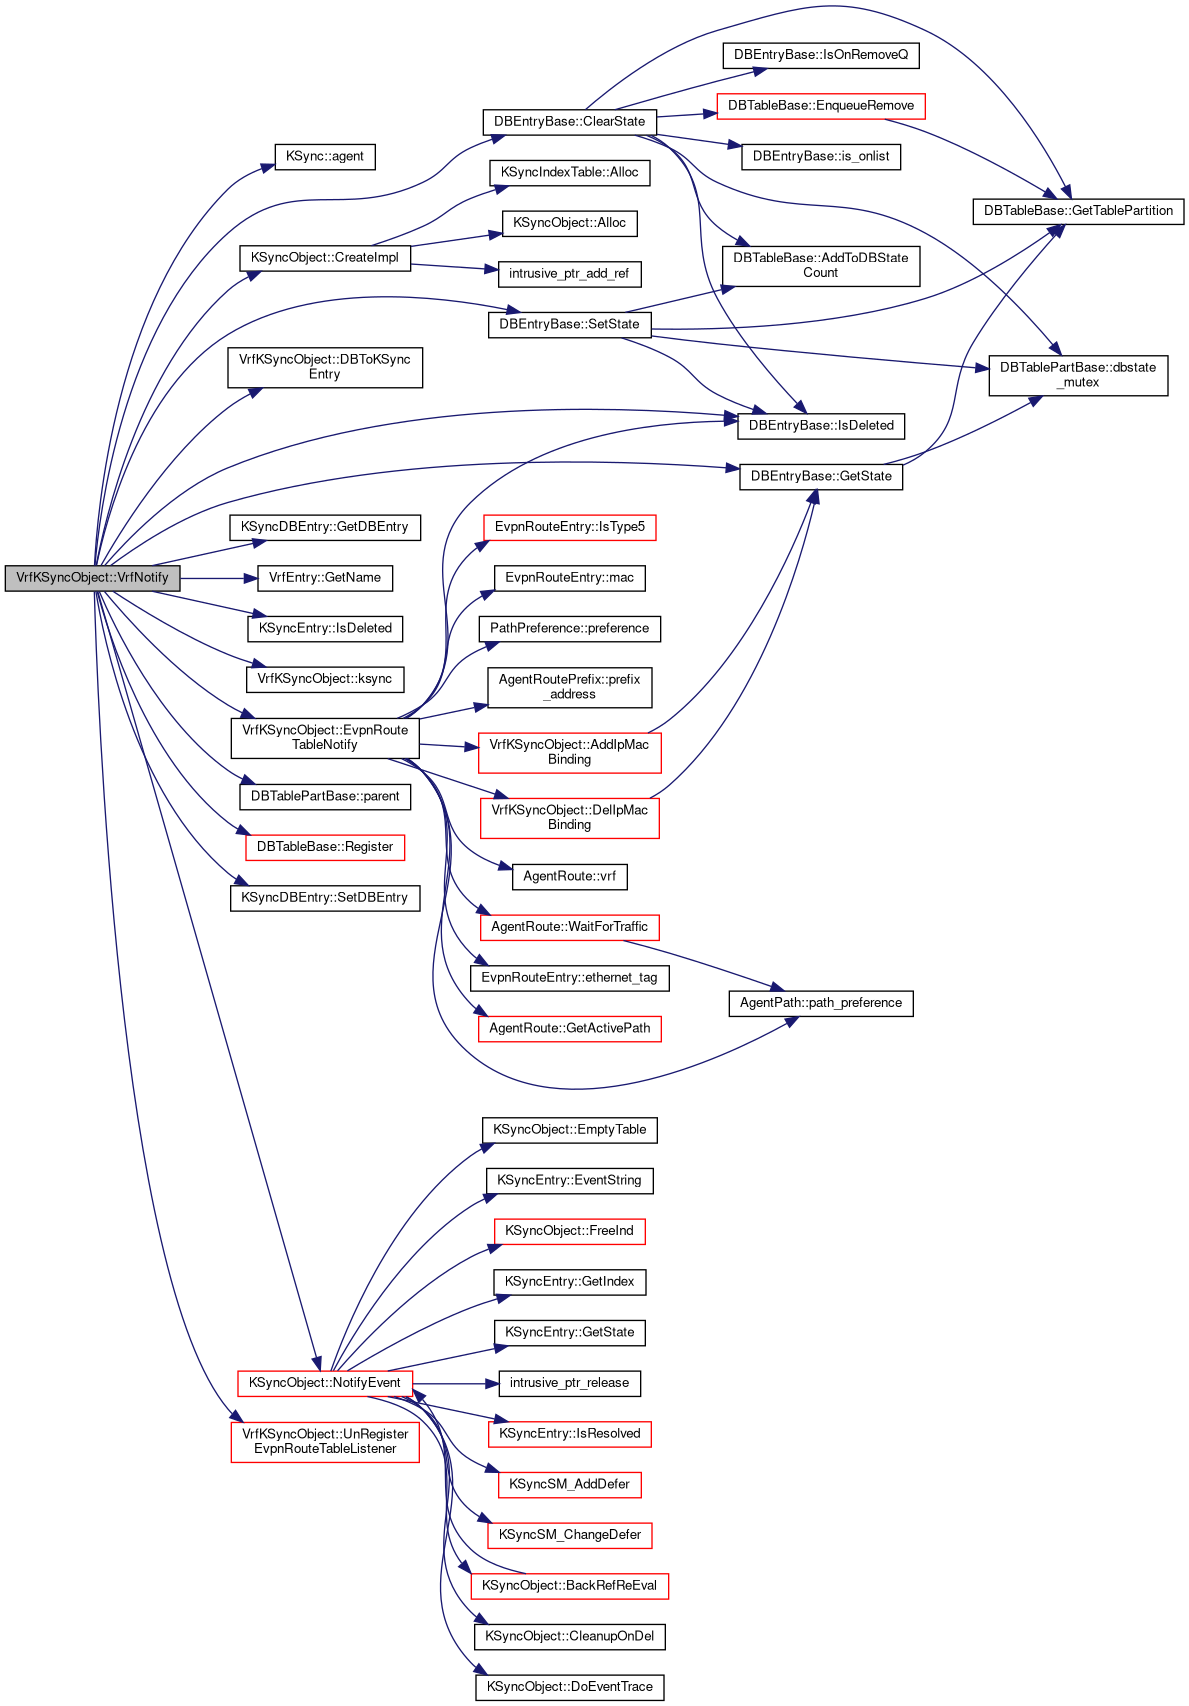 VrfKSyncObject::VrfNotify
KSync::agent
DBEntryBase::ClearState
KSyncObject::CreateImpl
DBEntryBase::SetState
VrfKSyncObject::DBToKSync
Entry
KSyncDBEntry::GetDBEntry
VrfEntry::GetName
KSyncEntry::IsDeleted
VrfKSyncObject::ksync
VrfKSyncObject::EvpnRoute
TableNotify
DBTablePartBase::parent
DBTableBase::Register
KSyncDBEntry::SetDBEntry
KSyncObject::NotifyEvent
VrfKSyncObject::UnRegister
EvpnRouteTableListener
KSyncIndexTable::Alloc
KSyncObject::Alloc
intrusive_ptr_add_ref
EvpnRouteEntry::IsType5
EvpnRouteEntry::mac
PathPreference::preference
AgentRoutePrefix::prefix
_address
VrfKSyncObject::AddIpMac
Binding
VrfKSyncObject::DelIpMac
Binding
AgentRoute::vrf
AgentRoute::WaitForTraffic
EvpnRouteEntry::ethernet_tag
AgentRoute::GetActivePath
KSyncObject::EmptyTable
KSyncEntry::EventString
KSyncObject::FreeInd
KSyncEntry::GetIndex
KSyncEntry::GetState
intrusive_ptr_release
KSyncEntry::IsResolved
KSyncSM_AddDefer
KSyncSM_ChangeDefer
KSyncObject::BackRefReEval
KSyncObject::CleanupOnDel
KSyncObject::DoEventTrace
DBEntryBase::IsOnRemoveQ
DBTableBase::EnqueueRemove
DBEntryBase::is_onlist
DBTableBase::AddToDBState
Count
DBEntryBase::IsDeleted
DBEntryBase::GetState
AgentPath::path_preference
DBTableBase::GetTablePartition
DBTablePartBase::dbstate
_mutex